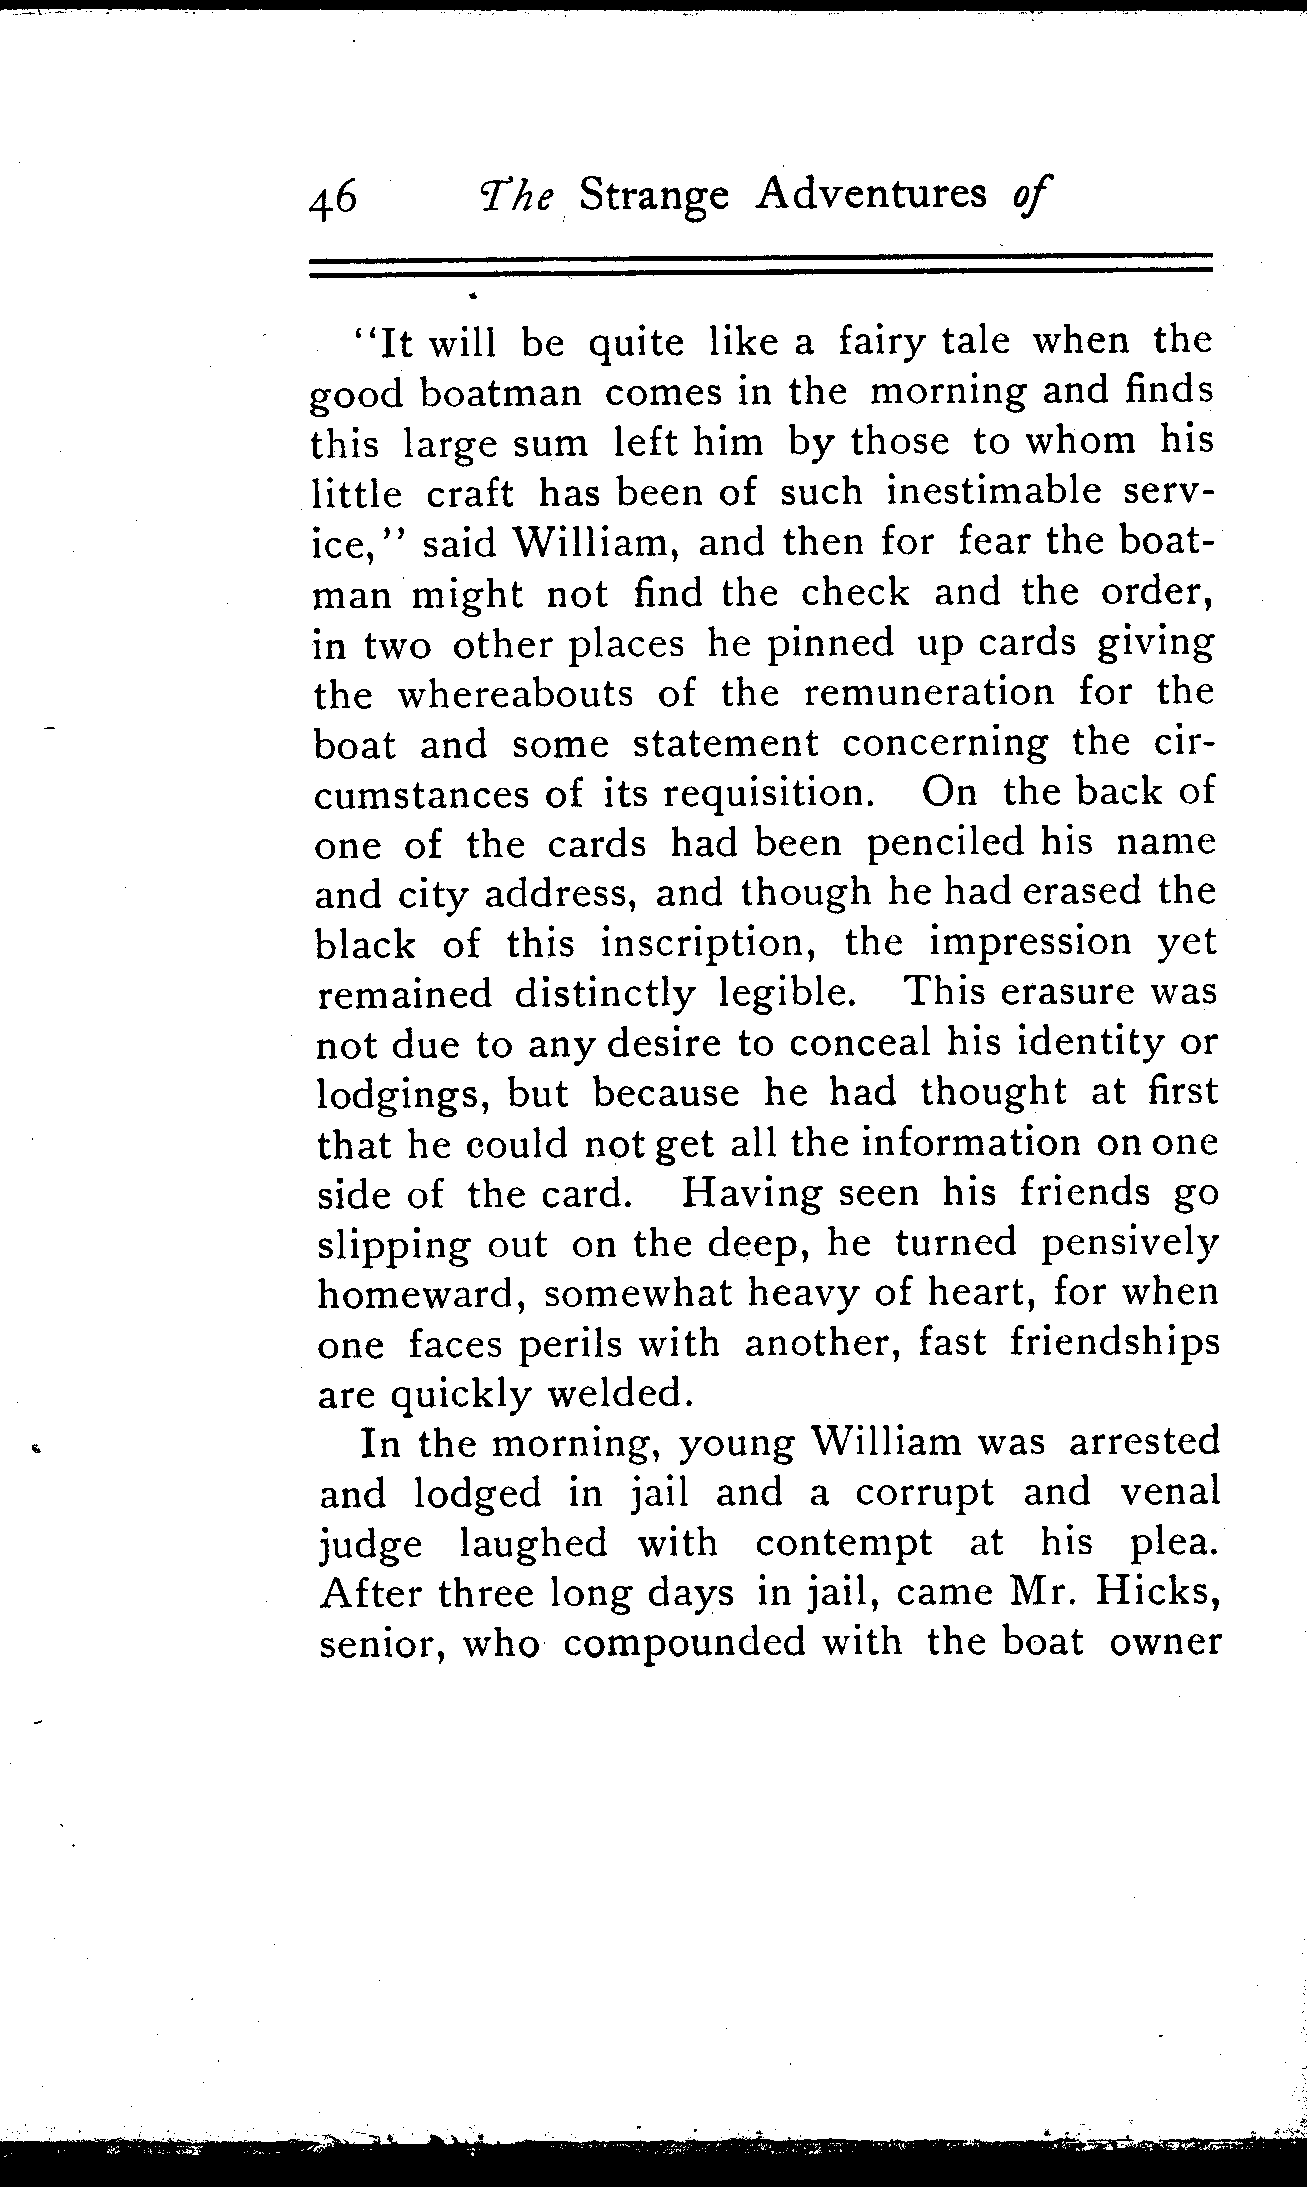 46 The Strange Adventures of
"It will be quite like a fairy tale when the
good boatman comes in the morning and finds
this large sum left him by those to whom his
little craft has been of such inestimable serv-
ice," said William, and then for fear the boat-
man might not find the check and the order,
in two other places he pinned up cards giving
the whereabouts of the remuneration for the
boat and some statement concerning the cir-
cumstances of its requisition. On the back of
one of the cards had been penciled his name
and city address, and though he had erased the
black of this inscription, the impression yet
remained distinctly legible. This erasure was
not due to any desire to conceal his identity or
lodgings, but because he had thought at first
that he could not get all the information on one
side of the card. Having seen his friends go
slipping out on the deep, he turned pensively
homeward, somewhat heavy of heart, for when
one faces perils with another, fast friendships
are quickly welded.
In the morning, young William was arrested
and lodged in jail and a corrupt and venal
judge laughed with contempt at his plea.
After three long days in jail, came Mr. Hicks,
senior, who compounded with the boat owner